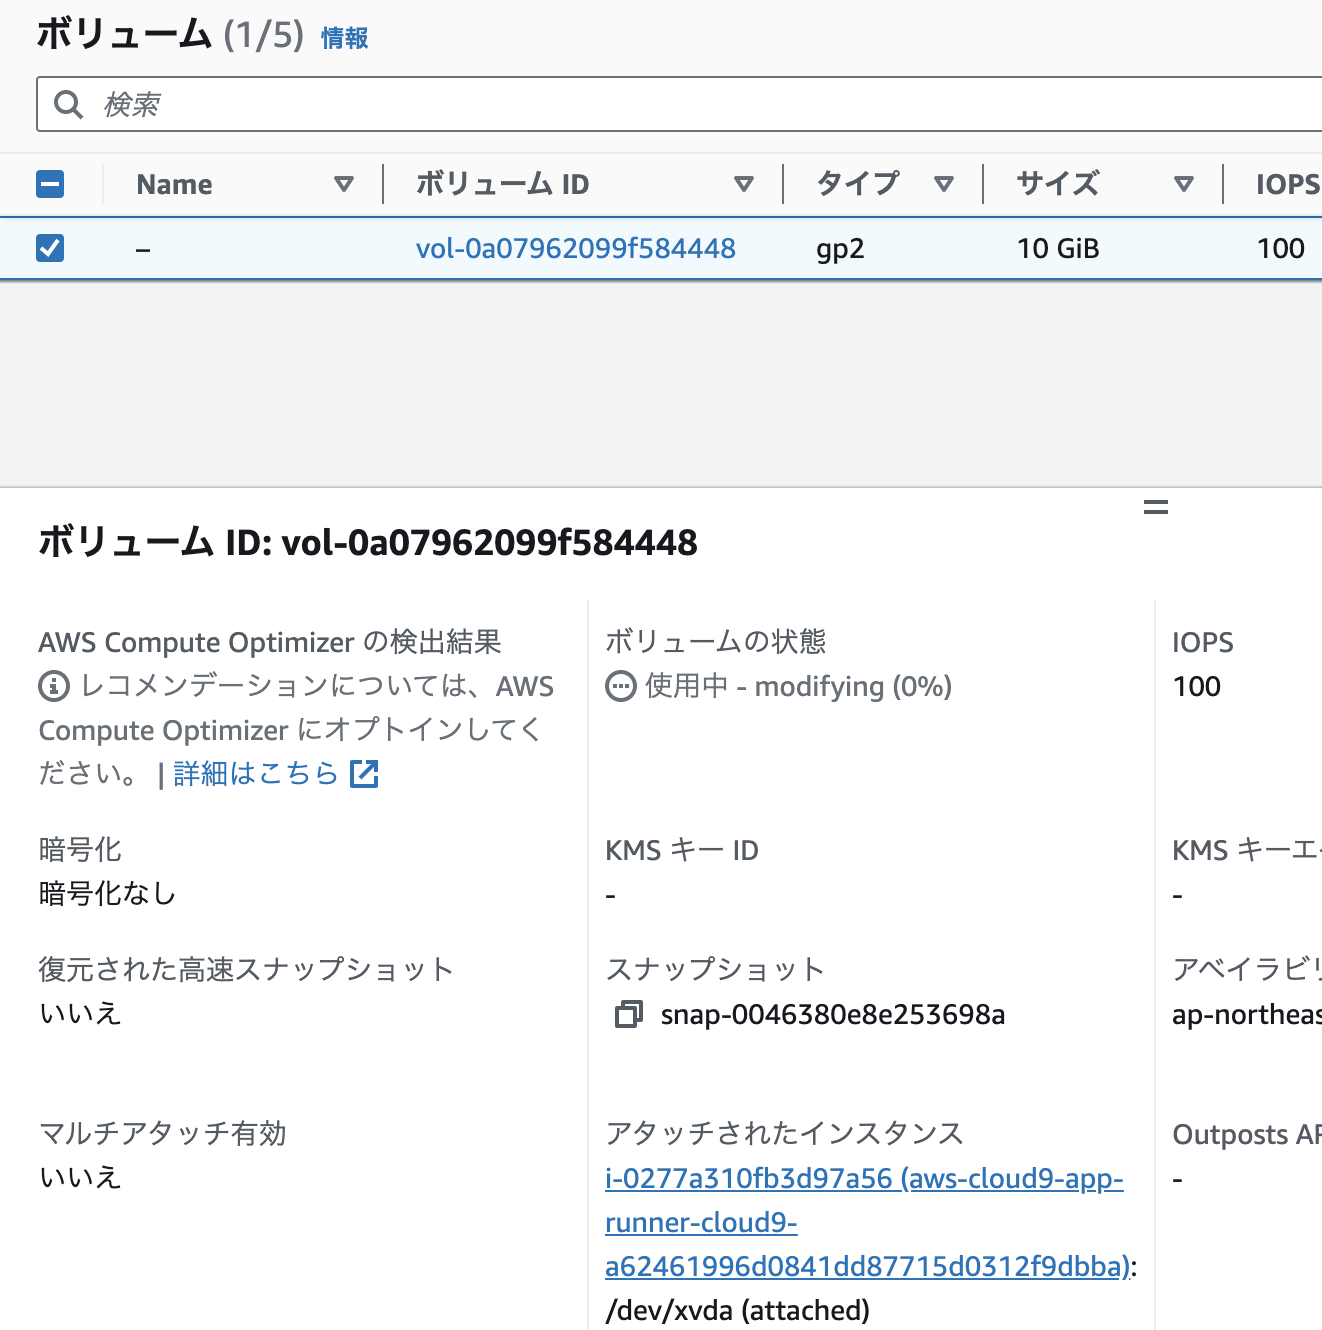 ボリューム (1/5) 情報
検索
Name ボリューム ID タイプ サイズ IOPS
– vol-0a07962099f584448 gp2 10 GiB 100
ボリューム ID: vol-0a07962099f584448
AWS Compute Optimizer の検出結果
レコメンデーションについては、AWS
Compute Optimizer にオプトインしてく
ださい。 | 詳細はこちら
ボリュームの状態
使用中 - modifying (0%)
IOPS
100
暗号化
暗号化なし
KMS キー ID
-
KMS キーエ
-
復元された高速スナップショット
いいえ
スナップショット
snap-0046380e8e253698a
アベイラビリ
ap-northeas
マルチアタッチ有効
いいえ
アタッチされたインスタンス
i-0277a310fb3d97a56 (aws-cloud9-app-
runner-cloud9-
a62461996d0841dd87715d0312f9dbba):
/dev/xvda (attached)
Outposts AR
-